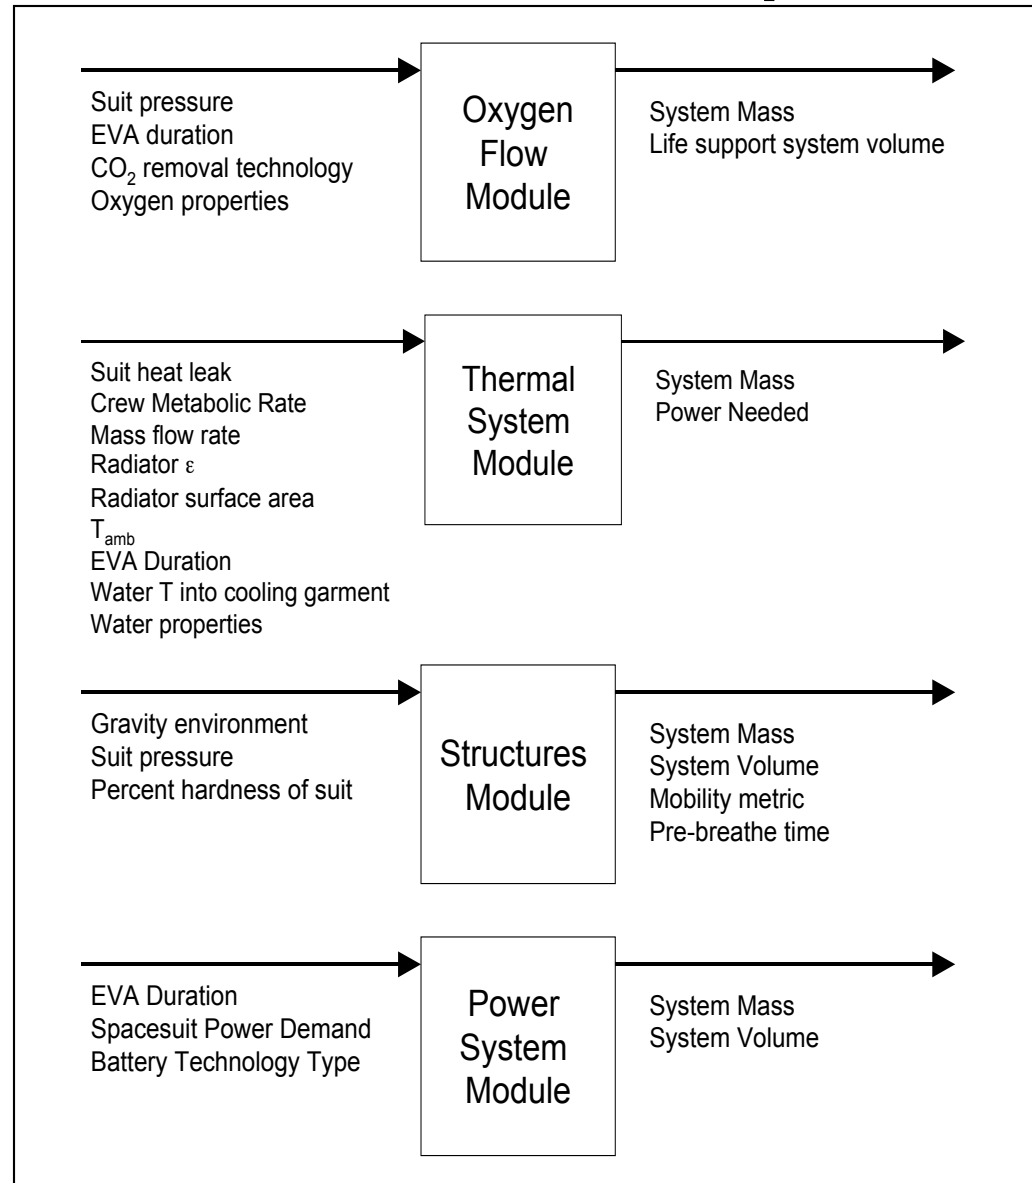 Suit pressure
EVA duration
CO₂ removal technology
Oxygen properties
Oxygen
Flow
Module
System Mass
Life support system volume
Suit heat leak
Crew Metabolic Rate
Mass flow rate
Radiator ε
Radiator surface area
T_amb
EVA Duration
Water T into cooling garment
Water properties
Thermal
System
Module
System Mass
Power Needed
Gravity environment
Suit pressure
Percent hardness of suit
Structures
Module
System Mass
System Volume
Mobility metric
Pre-breathe time
EVA Duration
Spacesuit Power Demand
Battery Technology Type
Power
System
Module
System Mass
System Volume